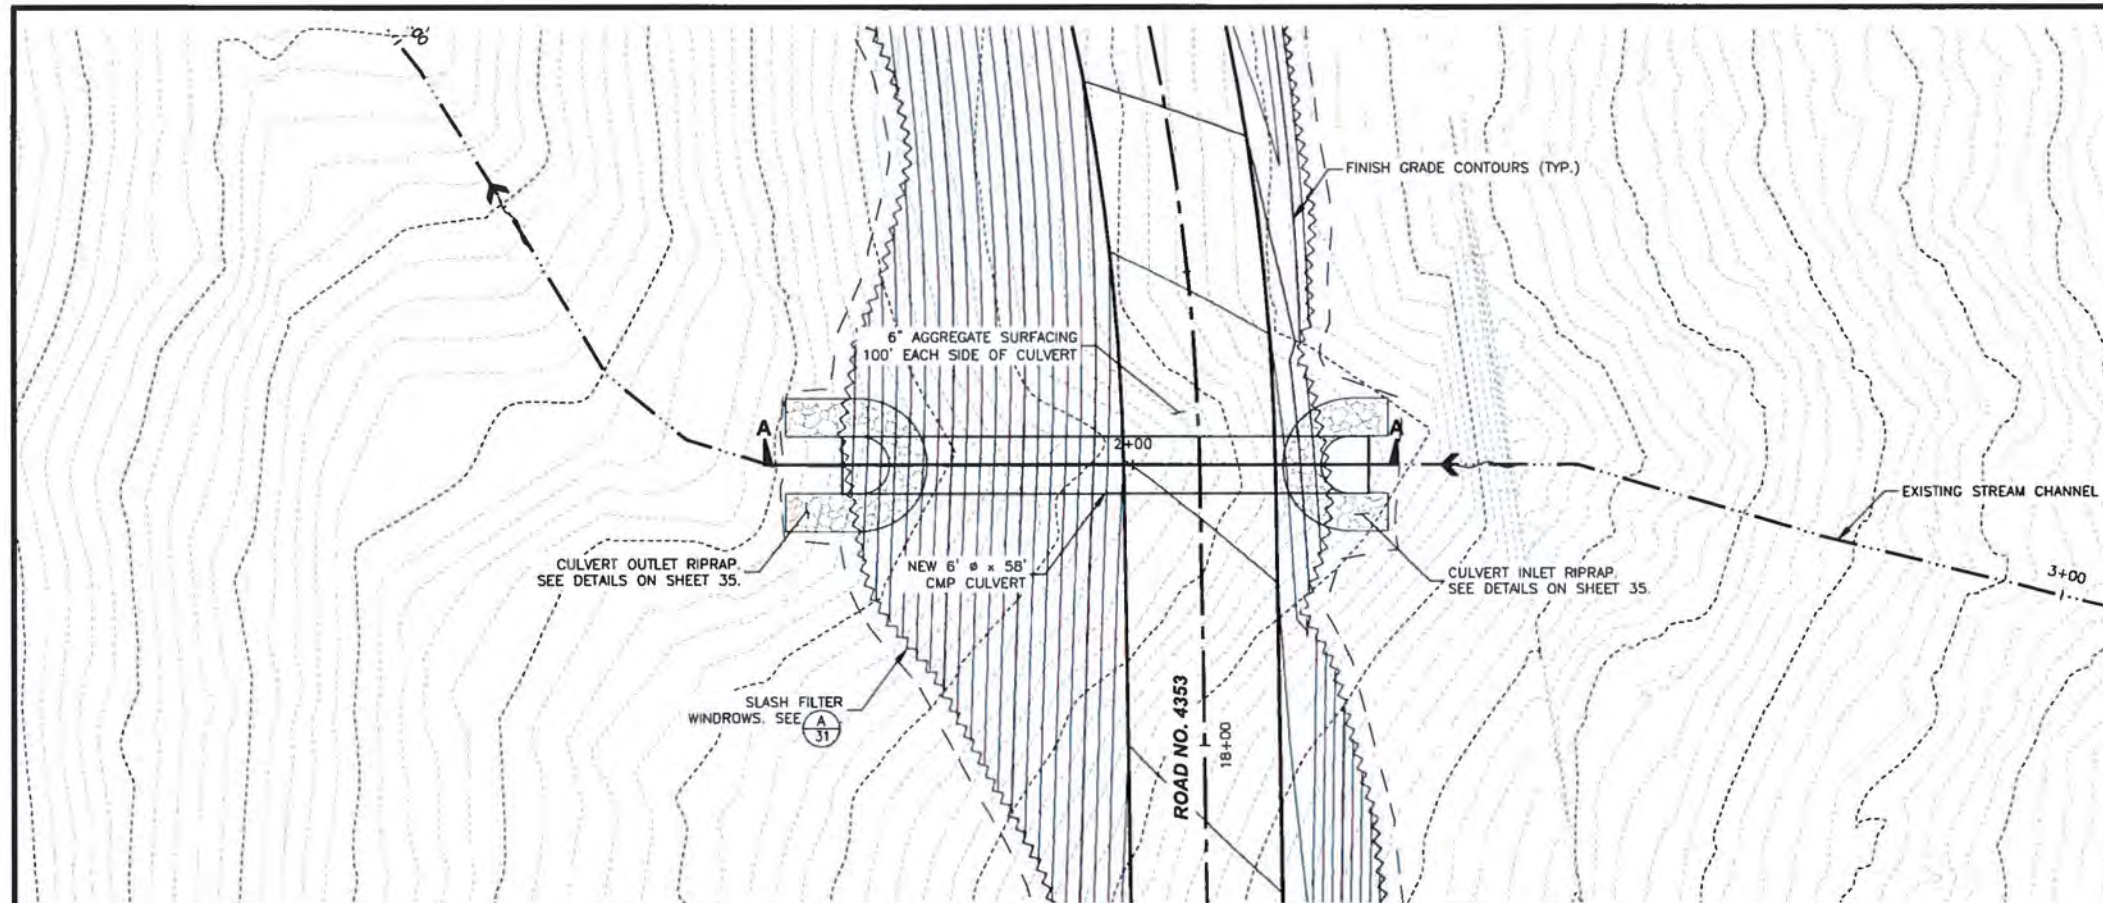 FINISH GRADE CONTOURS (TYP.)
6" AGGREGATE SURFACING
100' EACH SIDE OF CULVERT
A
2+00
A
EXISTING STREAM CHANNEL
CULVERT OUTLET RIPRAP.
SEE DETAILS ON SHEET 35.
NEW 6' ø x 58'
CMP CULVERT
CULVERT INLET RIPRAP.
SEE DETAILS ON SHEET 35.
3+00
SLASH FILTER
WINDROWS. SEE A
31
ROAD NO. 4353
18+00